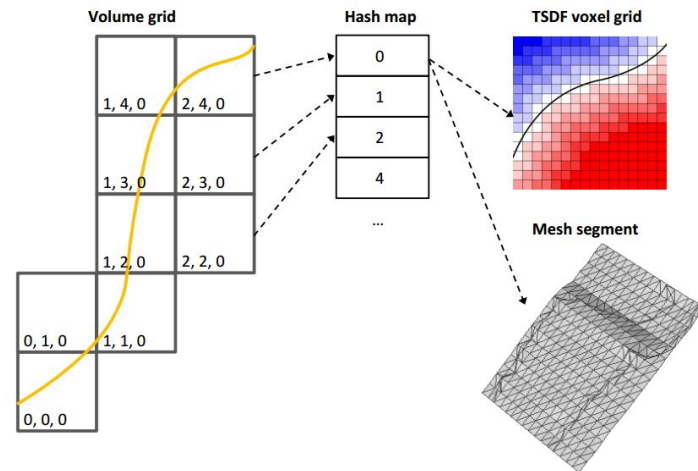 Volume grid
Hash map
TSDF voxel grid
1, 4, 0
2, 4, 0
1, 3, 0
2, 3, 0
1, 2, 0
2, 2, 0
0, 1, 0
1, 1, 0
0, 0, 0
0
1
2
4
...
Mesh segment